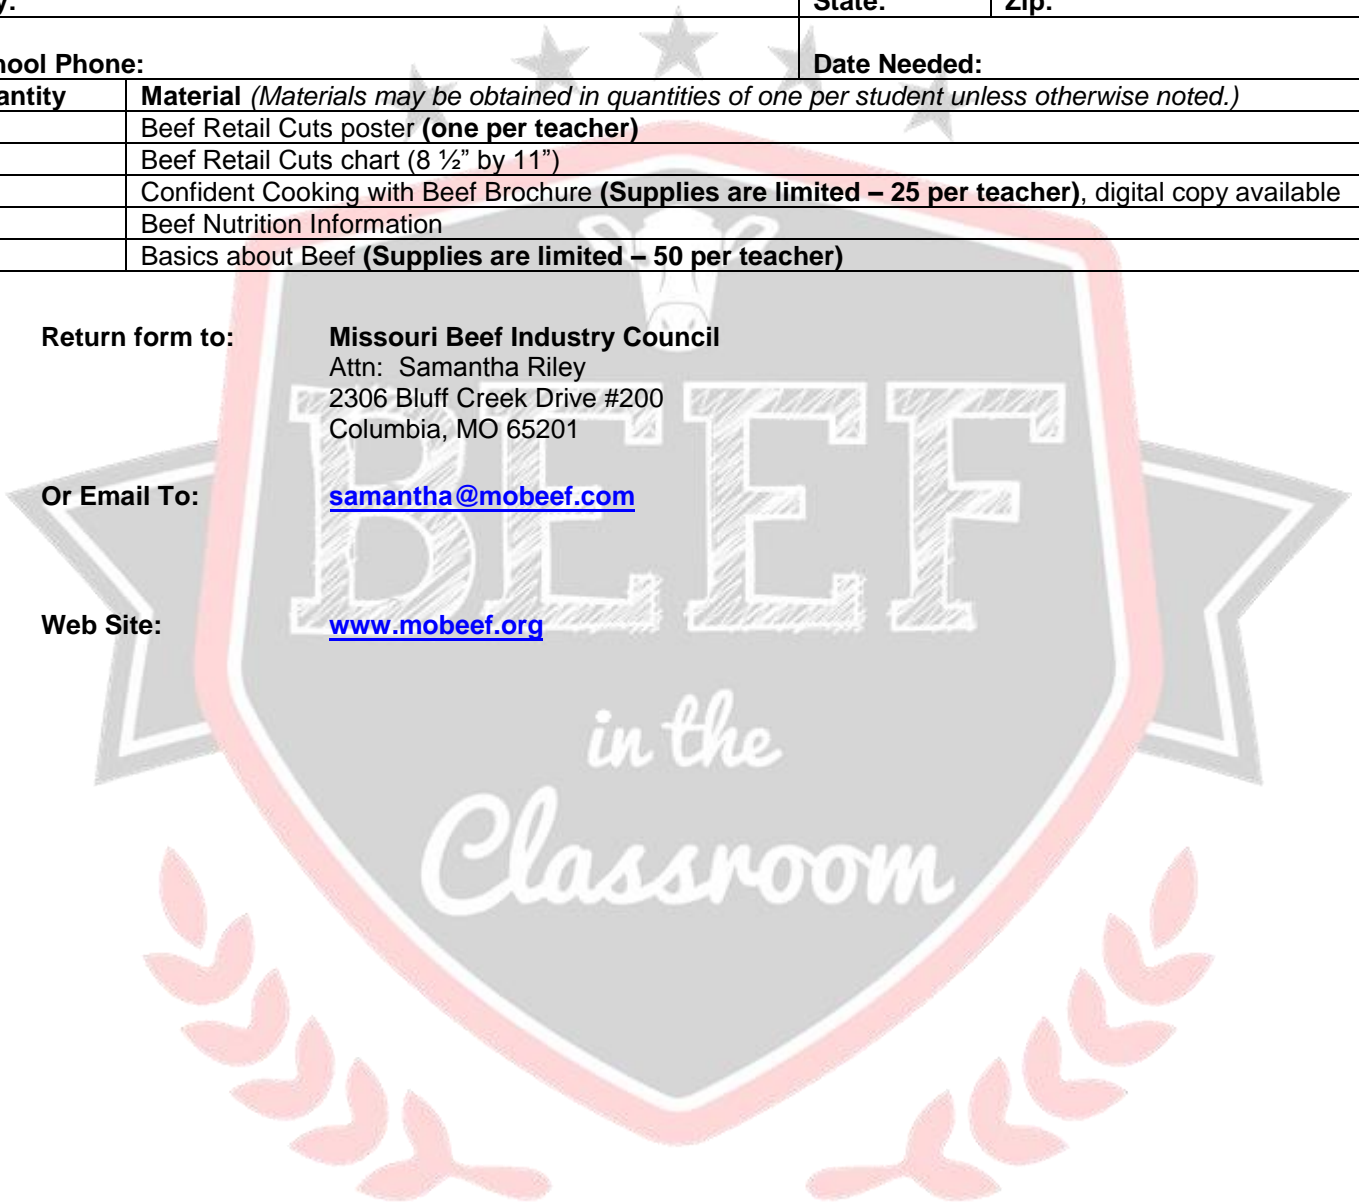 y: State: Zip:
hool Phone: Date Needed:
antity Material (Materials may be obtained in quantities of one per student unless otherwise noted.)
Beef Retail Cuts poster (one per teacher)
Beef Retail Cuts chart (8 ½” by 11”)
Confident Cooking with Beef Brochure (Supplies are limited – 25 per teacher), digital copy available
Beef Nutrition Information
Basics about Beef (Supplies are limited – 50 per teacher)
Return form to: Missouri Beef Industry Council
Attn: Samantha Riley
2306 Bluff Creek Drive #200
Columbia, MO 65201
Or Email To: samantha@mobeef.com
Web Site: www.mobeef.org
BEEF
in the
Classroom